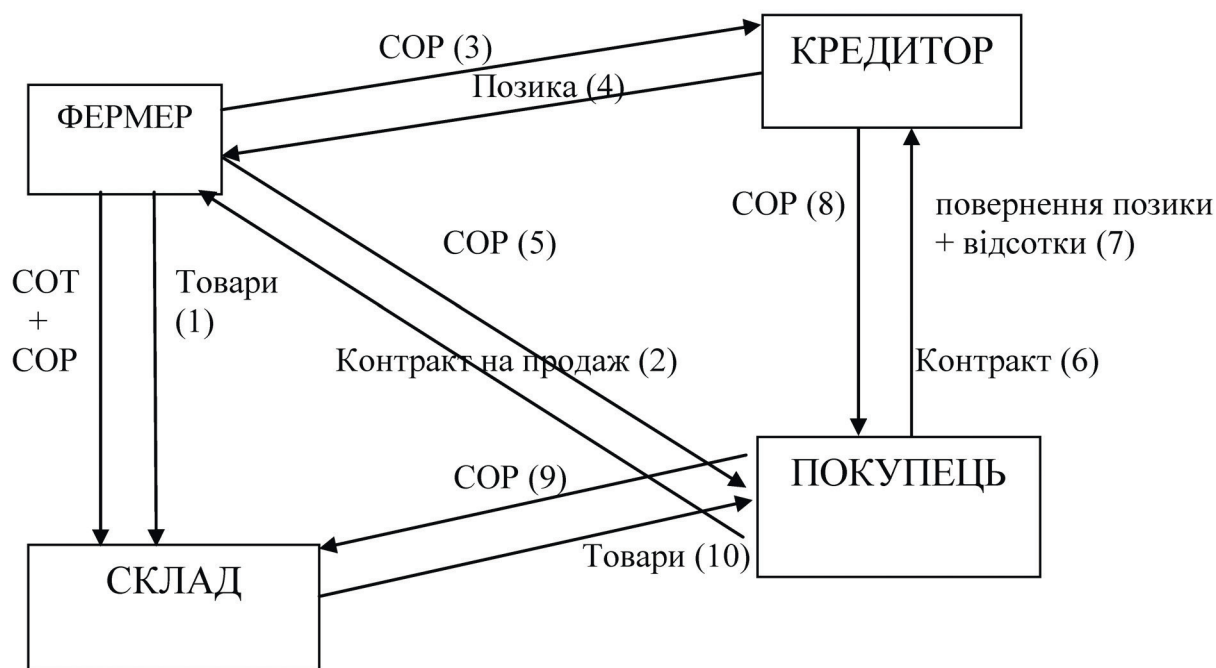 СОР (3)
КРЕДИТОР
Позика (4)
ФЕРМЕР
СОР (8)
повернення позики
+ відсотки (7)
СОР (5)
СОТ
+
СОР
Товари
(1)
Контракт на продаж (2)
Контракт (6)
СОР (9)
ПОКУПЕЦЬ
Товари (10)
СКЛАД